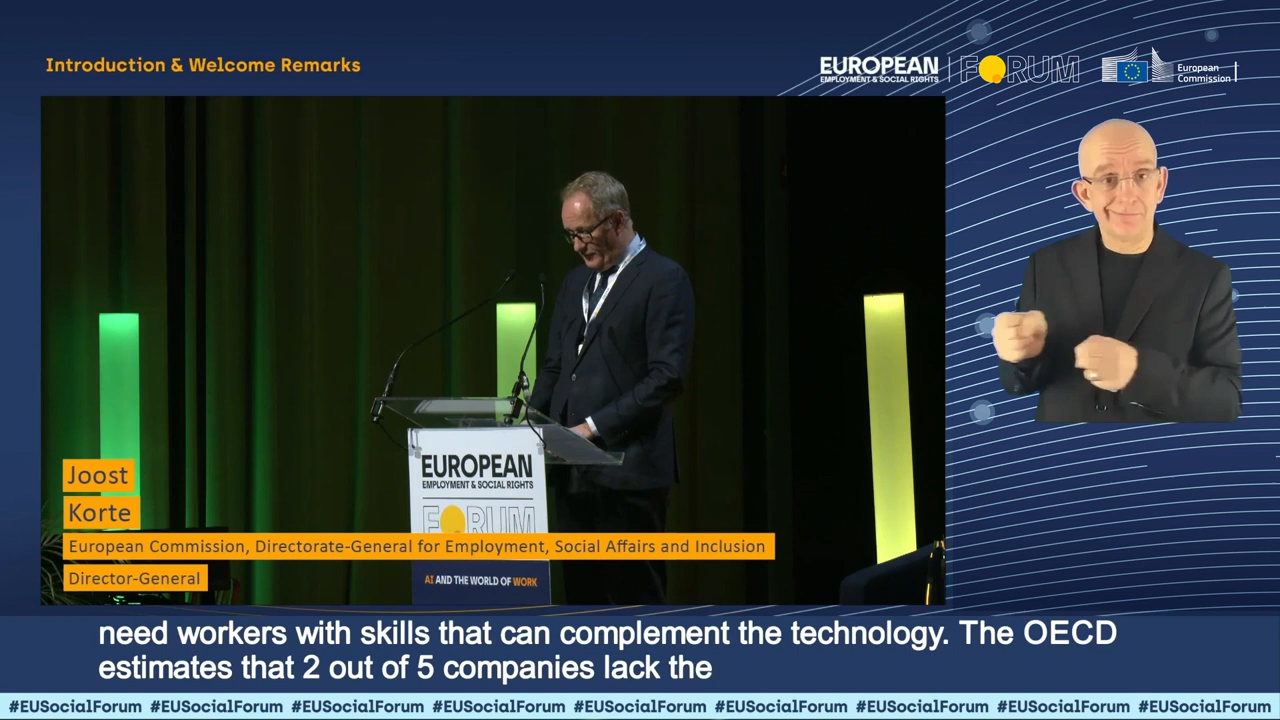 Introduction & Welcome Remarks
EUROPEAN
EMPLOYMENT & SOCIAL RIGHTS
FORUM
European
Commission
EUROPEAN
EMPLOYMENT & SOCIAL RIGHTS
FORUM
AI AND THE WORLD OF WORK
Joost
Korte
European Commission, Directorate-General for Employment, Social Affairs and Inclusion
Director-General
need workers with skills that can complement the technology. The OECD
estimates that 2 out of 5 companies lack the
#EUSocialForum #EUSocialForum #EUSocialForum #EUSocialForum #EUSocialForum #EUSocialForum #EUSocialForum #EUSocialForum #EUSocialForum